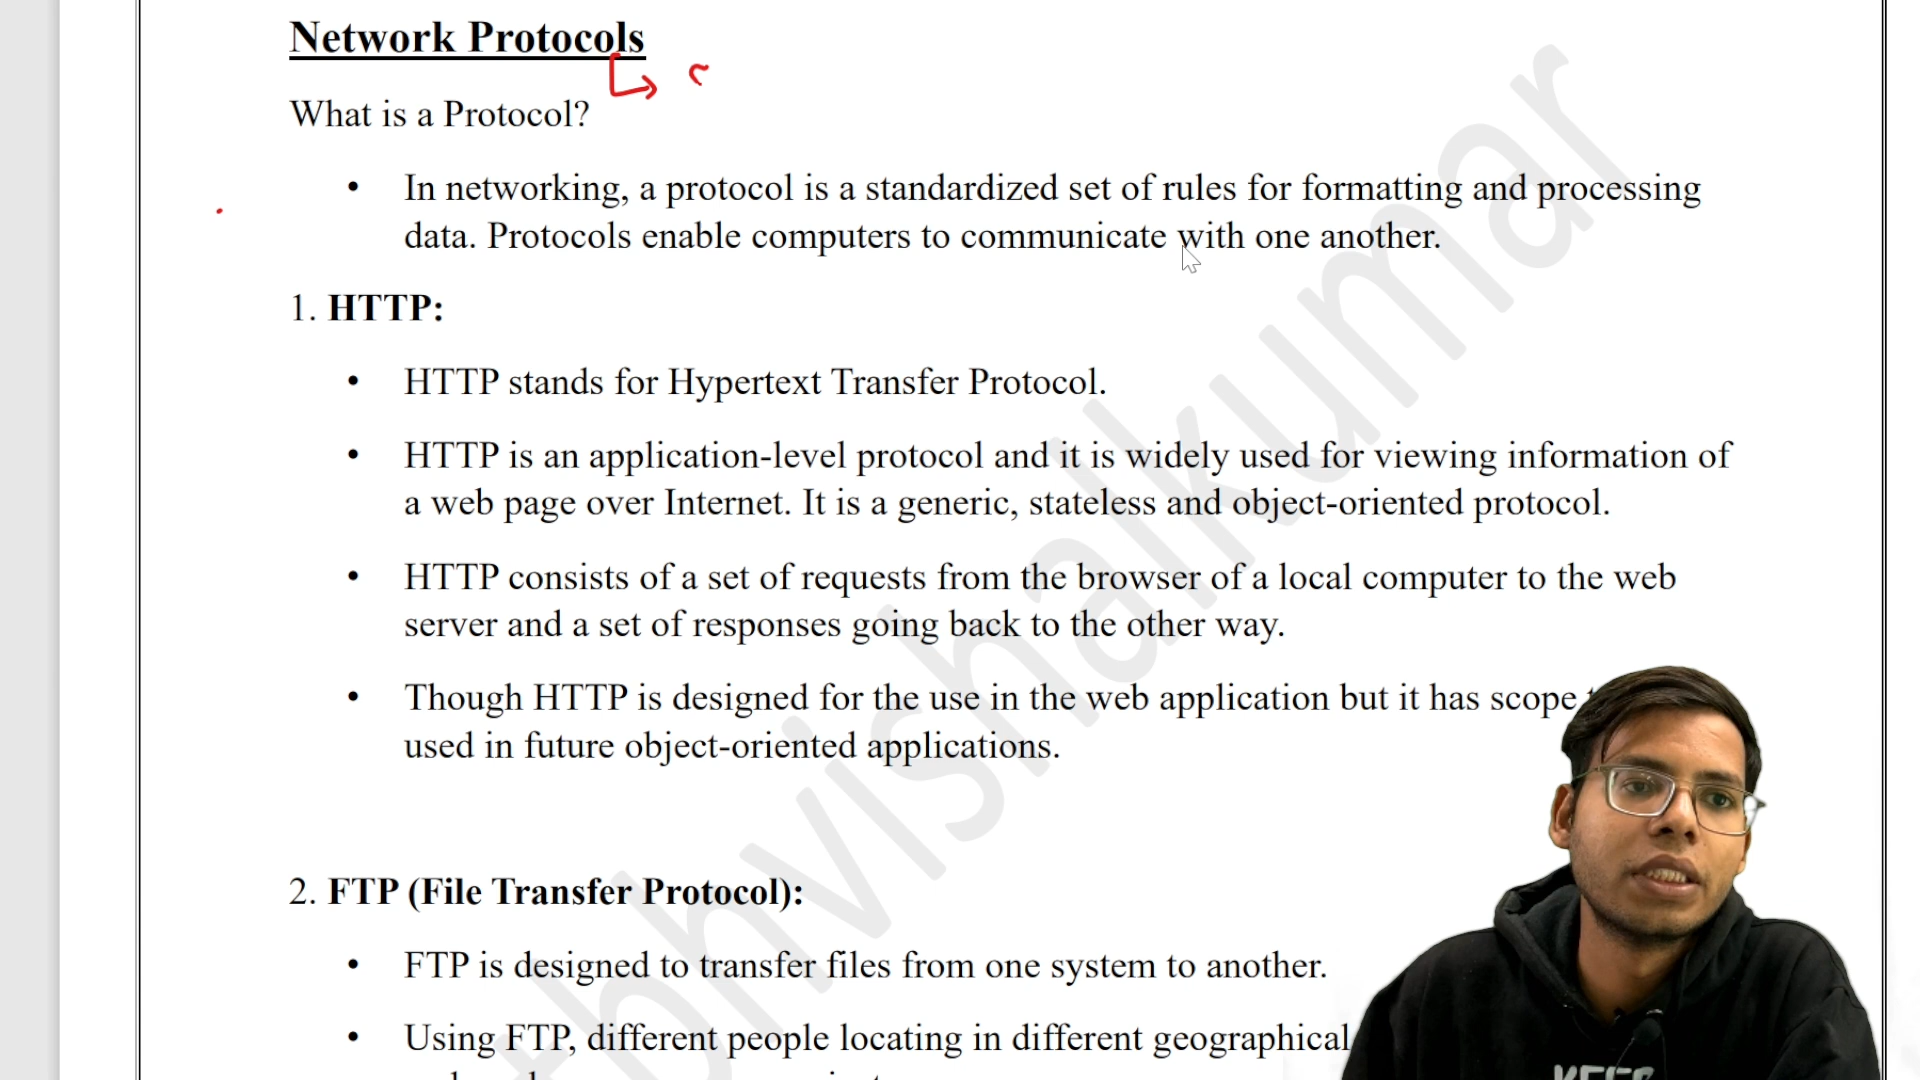 Network Protocols
What is a Protocol?
• In networking, a protocol is a standardized set of rules for formatting and processing
data. Protocols enable computers to communicate with one another.
1. HTTP:
• HTTP stands for Hypertext Transfer Protocol.
• HTTP is an application-level protocol and it is widely used for viewing information of
a web page over Internet. It is a generic, stateless and object-oriented protocol.
• HTTP consists of a set of requests from the browser of a local computer to the web
server and a set of responses going back to the other way.
• Though HTTP is designed for the use in the web application but it has scope
used in future object-oriented applications.
2. FTP (File Transfer Protocol):
• FTP is designed to transfer files from one system to another.
• Using FTP, different people locating in different geographical
bhvishalkumar